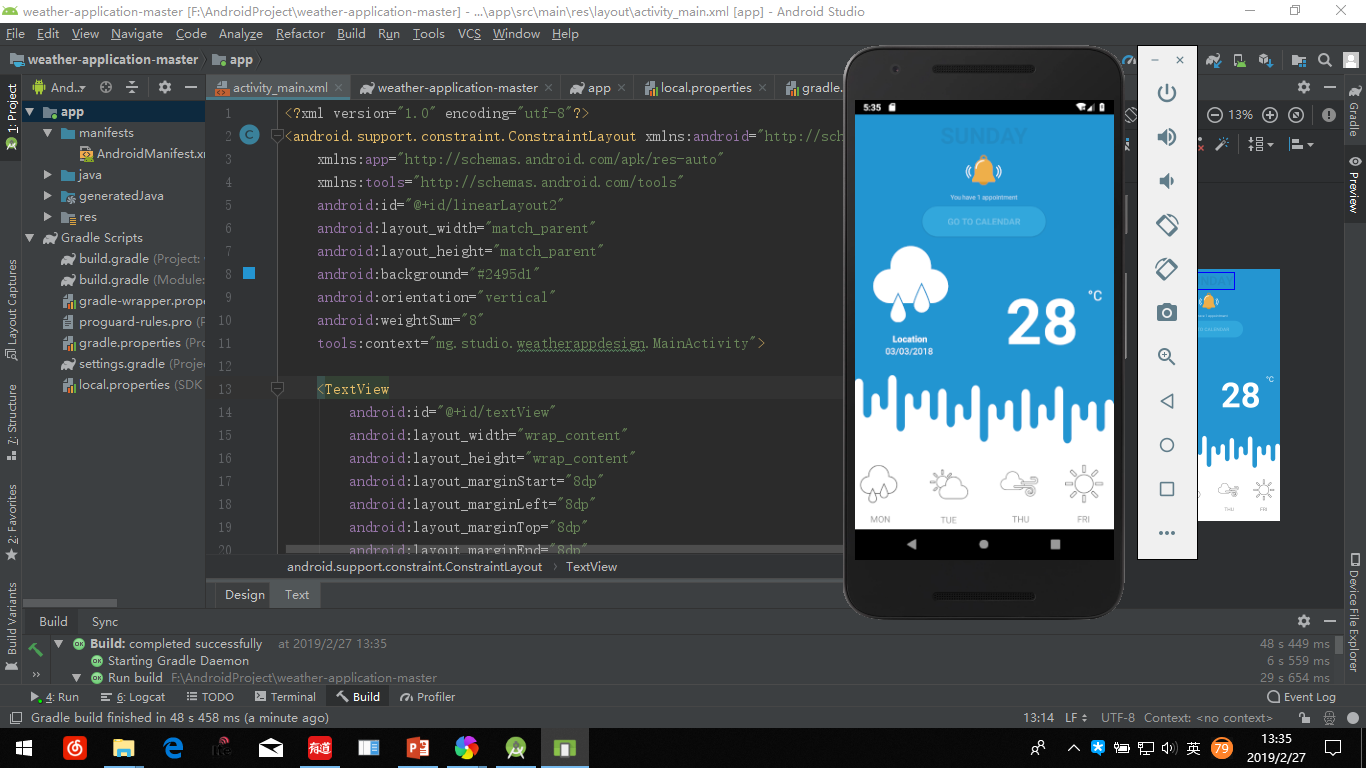 weather-application-master [F:\AndroidProject\weather-application-master] - ...\app\src\main\res\layout\activity_main.xml [app] - Android Studio
File Edit View Navigate Code Analyze Refactor Build Run Tools VCS Window Help
weather-application-master app
And... activity_main.xml weather-application-master app local.properties gradle.
1: Project
Layout Captures
7: Structure
2: Favorites
Build Variants
app
manifests
AndroidManifest.xm
java
generatedJava
res
Gradle Scripts
build.gradle (Project:
build.gradle (Module:
gradle-wrapper.prope
proguard-rules.pro (P
gradle.properties (Pro
settings.gradle (Projec
local.properties (SDK
1 <?xml version="1.0" encoding="utf-8"?>
2 <android.support.constraint.ConstraintLayout xmlns:android="http://sch
3 xmlns:app="http://schemas.android.com/apk/res-auto"
4 xmlns:tools="http://schemas.android.com/tools"
5 android:id="@+id/linearLayout2"
6 android:layout_width="match_parent"
7 android:layout_height="match_parent"
8 android:background="#2495d1"
9 android:orientation="vertical"
10 android:weightSum="8"
11 tools:context="mg.studio.weatherappdesign.MainActivity">
12
13 <TextView
14 android:id="@+id/textView"
15 android:layout_width="wrap_content"
16 android:layout_height="wrap_content"
17 android:layout_marginStart="8dp"
18 android:layout_marginLeft="8dp"
19 android:layout_marginTop="8dp"
20 android:layout_marginEnd="8dp"
android.support.constraint.ConstraintLayout TextView
Design Text
5:35
SUNDAY
You have 1 appointment
GO TO CALENDAR
28 °C
Location
03/03/2018
MON TUE THU FRI
13%
Gradle
Preview
Device File Explorer
28 °C
THU FRI
Build Sync
Build: completed successfully at 2019/2/27 13:35 48 s 449 ms
Starting Gradle Daemon 6 s 559 ms
Run build F:\AndroidProject\weather-application-master 29 s 654 ms
4: Run 6: Logcat TODO Terminal Build Profiler Event Log
Gradle build finished in 48 s 458 ms (a minute ago) 13:14 LF UTF-8 Context: <no context>
有道 英 79 13:35
2019/2/27